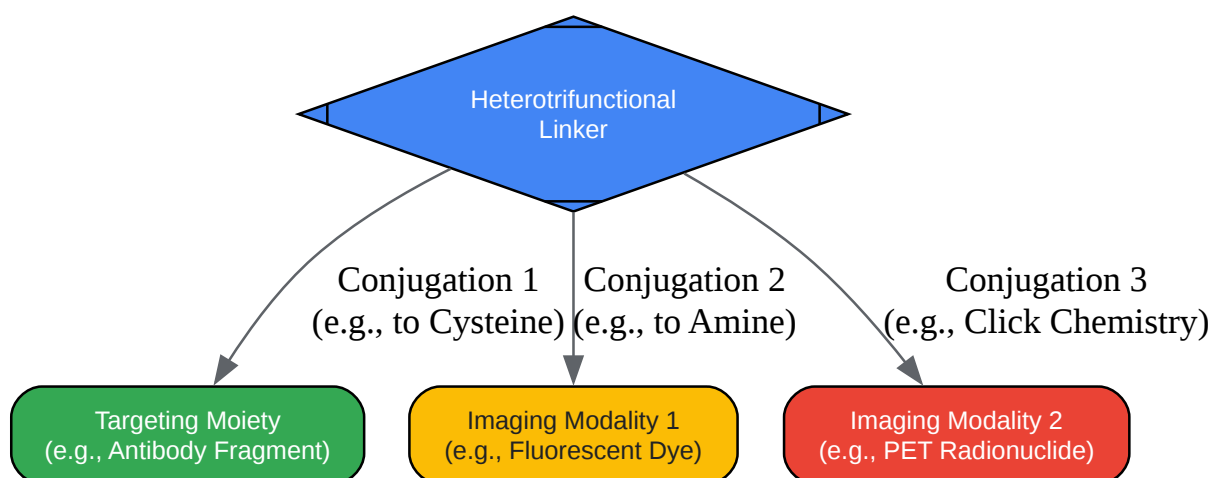 Heterotrifunctional
Linker
Conjugation 1
(e.g., to Cysteine)
Conjugation 2
(e.g., to Amine)
Conjugation 3
(e.g., Click Chemistry)
Targeting Moiety
(e.g., Antibody Fragment)
Imaging Modality 1
(e.g., Fluorescent Dye)
Imaging Modality 2
(e.g., PET Radionuclide)